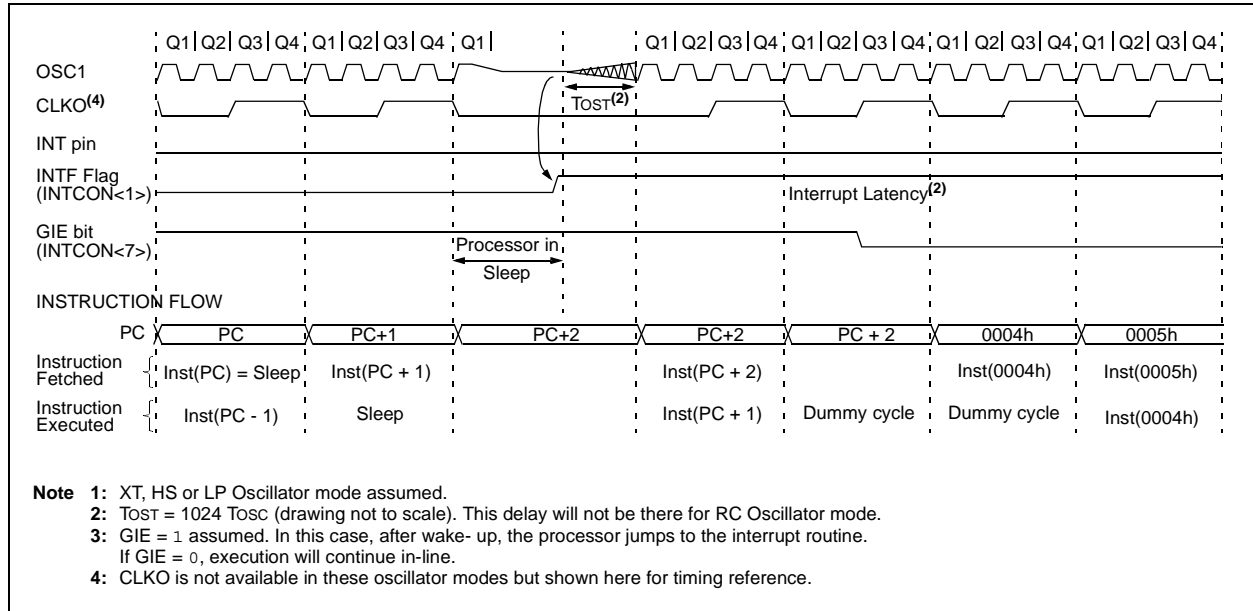 Q1 Q2 Q3 Q4 Q1 Q2 Q3 Q4 Q1 Q1 Q2 Q3 Q4 Q1 Q2 Q3 Q4 Q1 Q2 Q3 Q4 Q1 Q2 Q3 Q4
OSC1
TOST(2)
CLKO(4)
INT pin
INTF Flag
(INTCON<1>)
Interrupt Latency(2)
GIE bit
(INTCON<7>)
Processor in
Sleep
INSTRUCTION FLOW
PC PC PC+1 PC+2 PC+2 PC + 2 0004h 0005h
Instruction
Fetched
Inst(PC) = Sleep Inst(PC + 1) Inst(PC + 2) Inst(0004h) Inst(0005h)
Instruction
Executed
Inst(PC - 1) Sleep Inst(PC + 1) Dummy cycle Dummy cycle Inst(0004h)
Note 1: XT, HS or LP Oscillator mode assumed.
2: TOST = 1024 TOSC (drawing not to scale). This delay will not be there for RC Oscillator mode.
3: GIE = 1 assumed. In this case, after wake- up, the processor jumps to the interrupt routine.
If GIE = 0, execution will continue in-line.
4: CLKO is not available in these oscillator modes but shown here for timing reference.